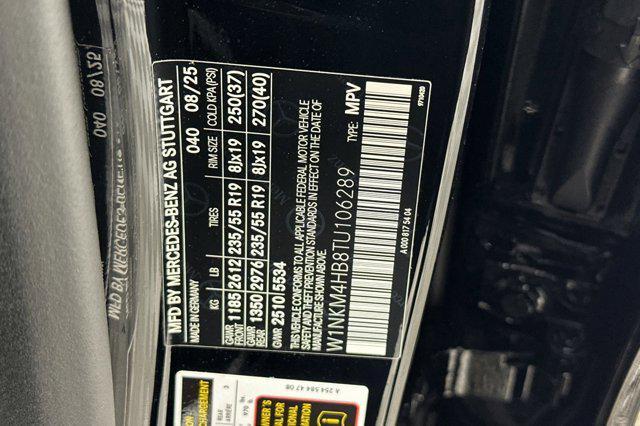 MFD BY MERCEDES-BENZ AG STUTTGART
MADE IN GERMANY 040 08/25
KG LB TIRES RIM SIZE COLD KPA(PSI)
GAWR FRONT 1185 2612 235/55 R19 8Jx19 250(37)
GAWR REAR 1350 2976 235/55 R19 8Jx19 270(40)
GVWR 2510/5534
THIS VEHICLE CONFORMS TO ALL APPLICABLE FEDERAL MOTOR VEHICLE
SAFETY AND THEFT PREVENTION STANDARDS IN EFFECT ON THE DATE OF
MANUFACTURE SHOWN ABOVE.
W1NKM4HB8TU106289 TYPE: MPV
A 000 817 54 04
A 254 584 47 08
REAR
ARRIÈRE
3